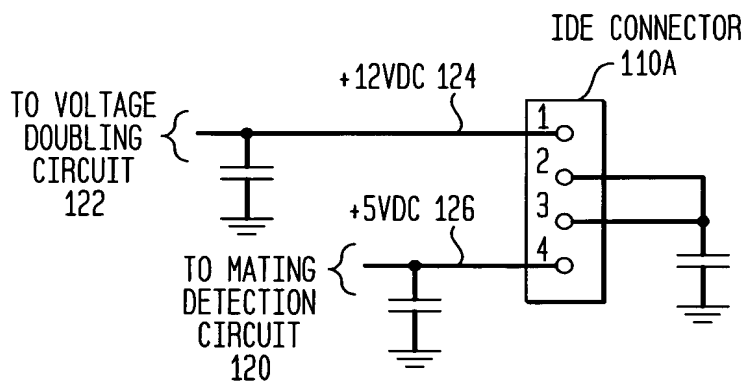 IDE CONNECTOR
110A
+12VDC 124
TO VOLTAGE
DOUBLING
CIRCUIT
122
1
2
3
4
+5VDC 126
TO MATING
DETECTION
CIRCUIT
120